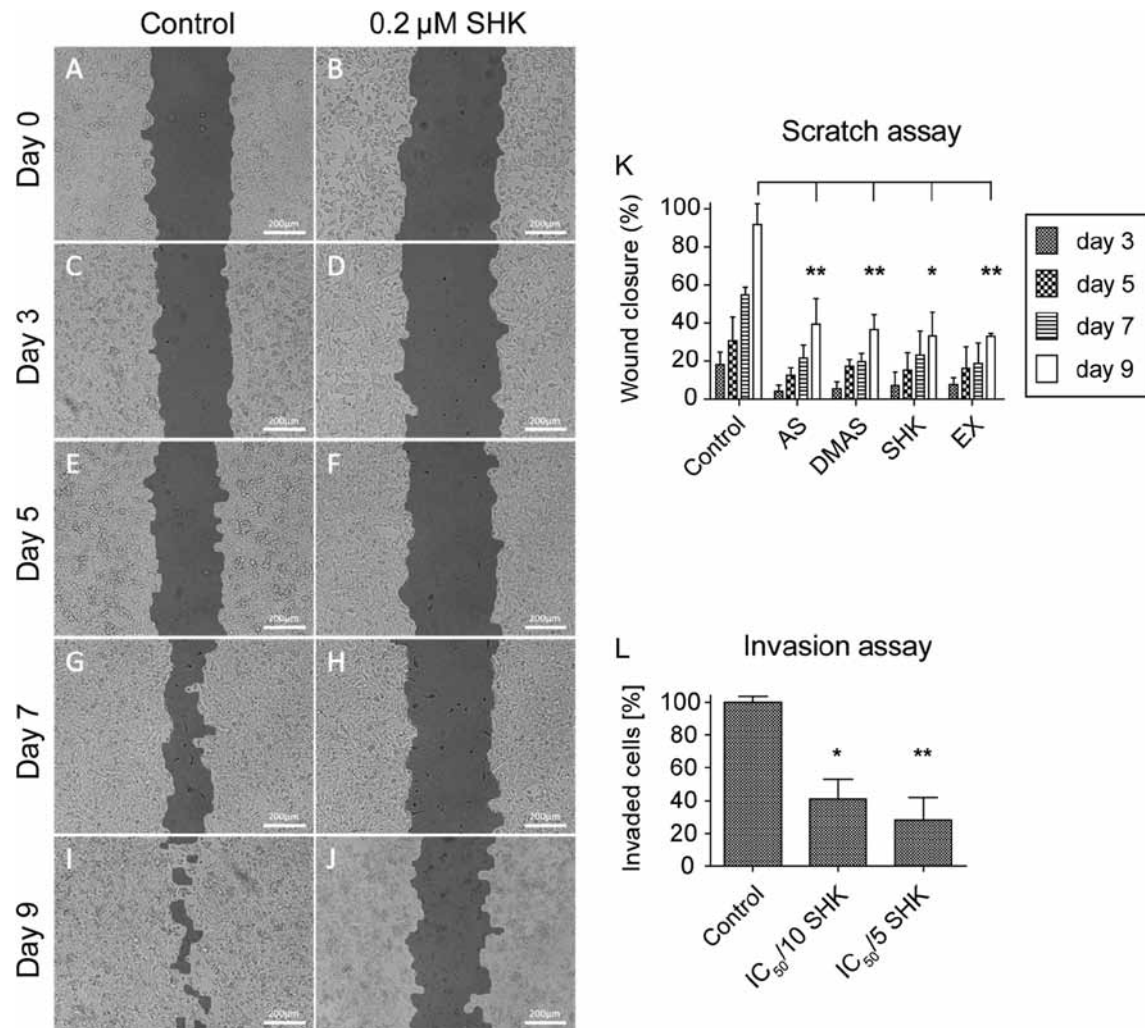 Control
0.2 µM SHK
Day 0
A
200µm
B
200µm
Day 3
C
200µm
D
200µm
Day 5
E
200µm
F
200µm
Day 7
G
200µm
H
200µm
Day 9
I
200µm
J
200µm
Scratch assay
K
Wound closure (%)
100
80
60
40
20
0
** ** * **
Control
AS
DMAS
SHK
EX
day 3
day 5
day 7
day 9
L
Invasion assay
Invaded cells [%]
100
80
60
40
20
0
* **
Control
IC₅₀/10 SHK
IC₅₀/5 SHK